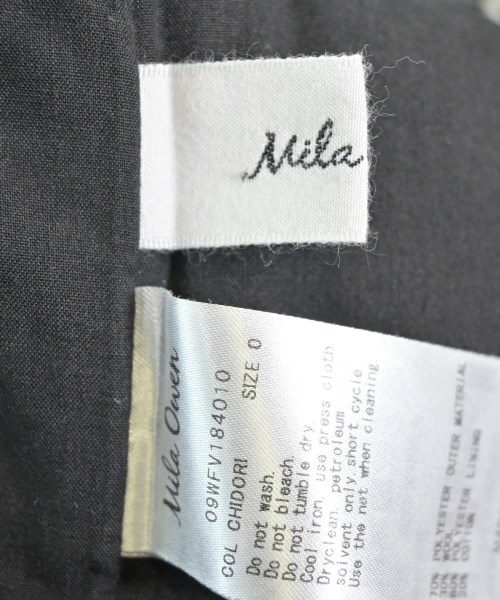 Mila
Mila Owen
09WFV184010
COL CHIDORI SIZE 0
Do not wash.
Do not bleach.
Do not tumble dry.
Cool iron, use press cloth
Dryclean, petroleum
solvent only short cycle
Use the net when cleaning
70% POLYESTER OUTER MATERIAL
30% WOOL
80% POLYESTER LINING
20% COTTON